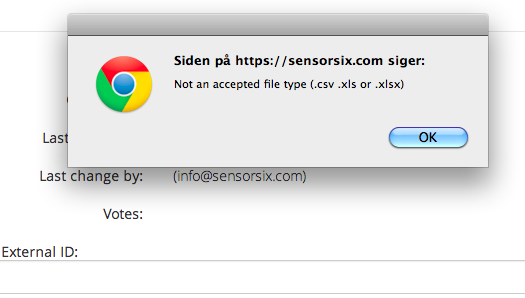 Siden på https://sensorsix.com siger:
Not an accepted file type (.csv .xls or .xlsx)
OK
Last
Last change by: (info@sensorsix.com)
Votes:
External ID: